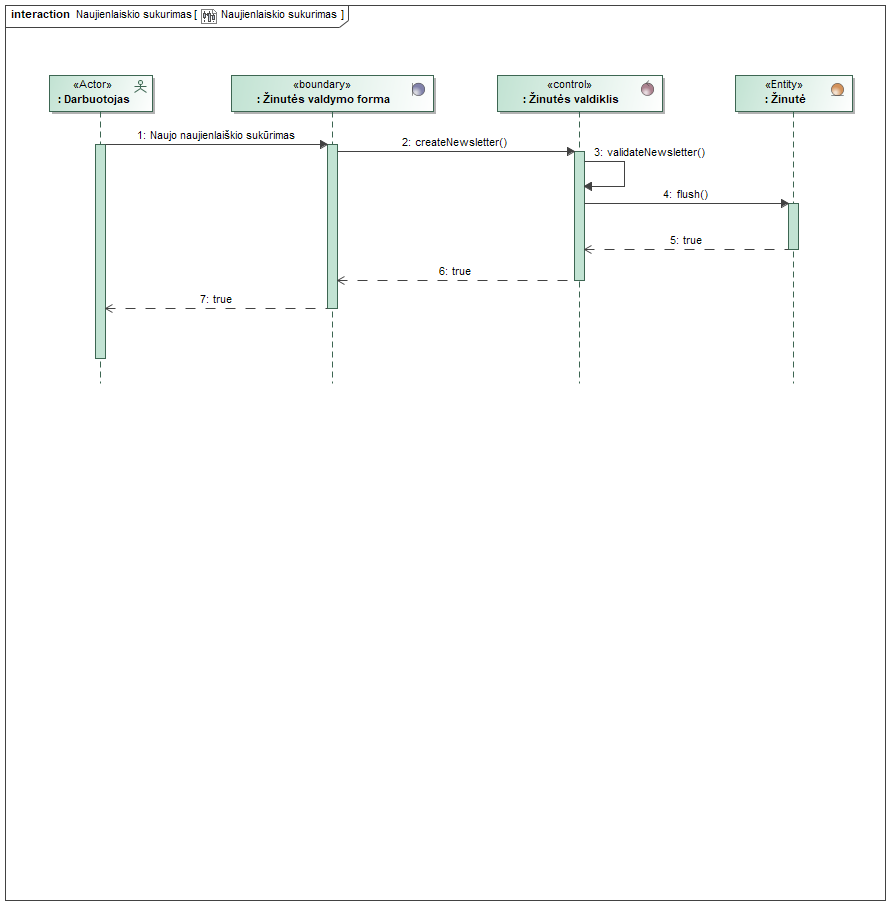 interaction Naujienlaiskio sukurimas [ Naujienlaiskio sukurimas ]
«Actor»
: Darbuotojas
«boundary»
: Žinutės valdymo forma
«control»
: Žinutės valdiklis
«Entity»
: Žinutė
1: Naujo naujienlaiškio sukūrimas
2: createNewsletter()
3: validateNewsletter()
4: flush()
5: true
6: true
7: true